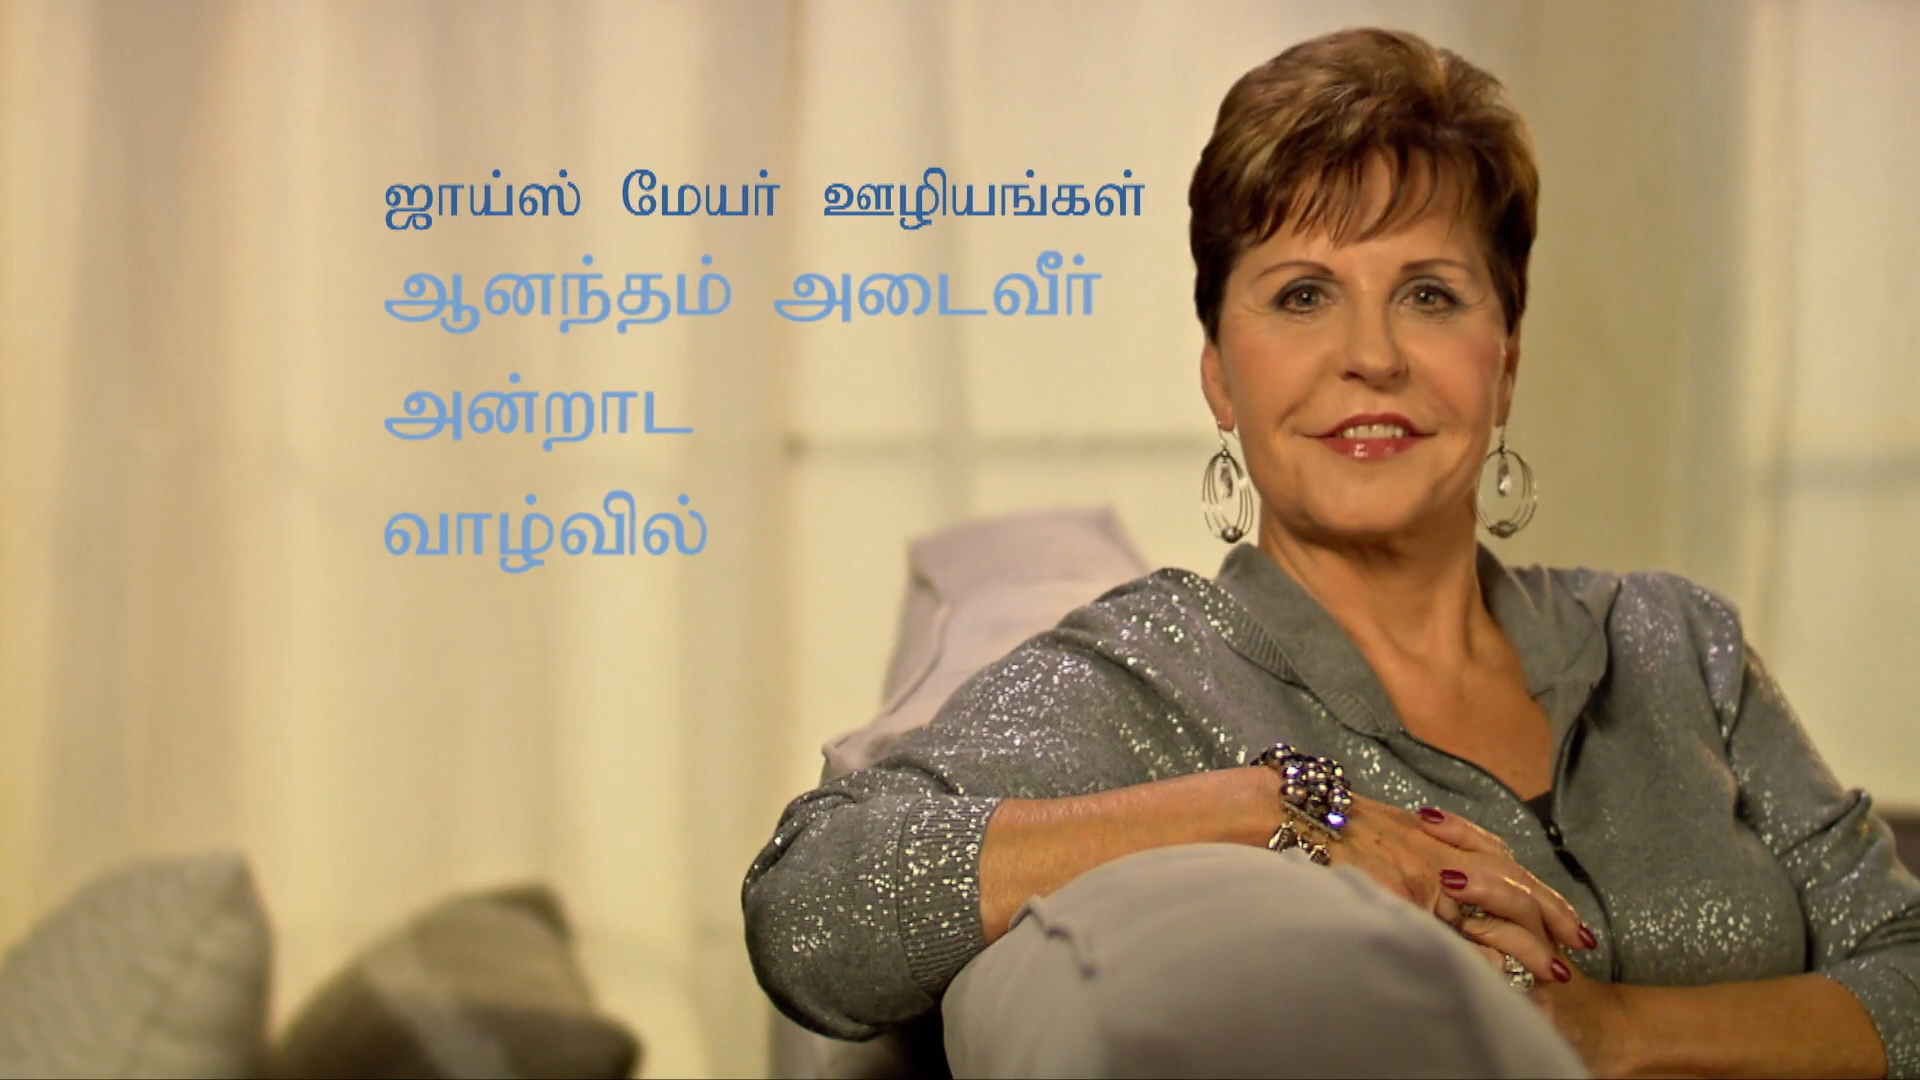 ஜாய்ஸ் மேயர் ஊழியங்கள்
ஆனந்தம் அடைவீர்
அன்றாட
வாழ்வில்